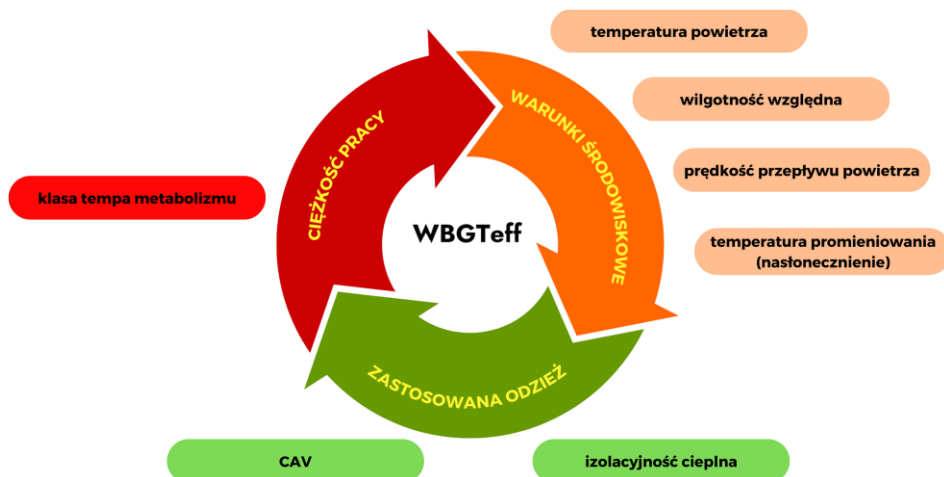 temperatura powietrza
wilgotność względna
prędkość przepływu powietrza
temperatura promieniowania
(nasłonecznienie)
WARUNKI ŚRODOWISKOWE
CIĘŻKOŚĆ PRACY
klasa tempa metabolizmu
WBGTeff
ZASTOSOWANA ODZIEŻ
CAV
izolacyjność cieplna